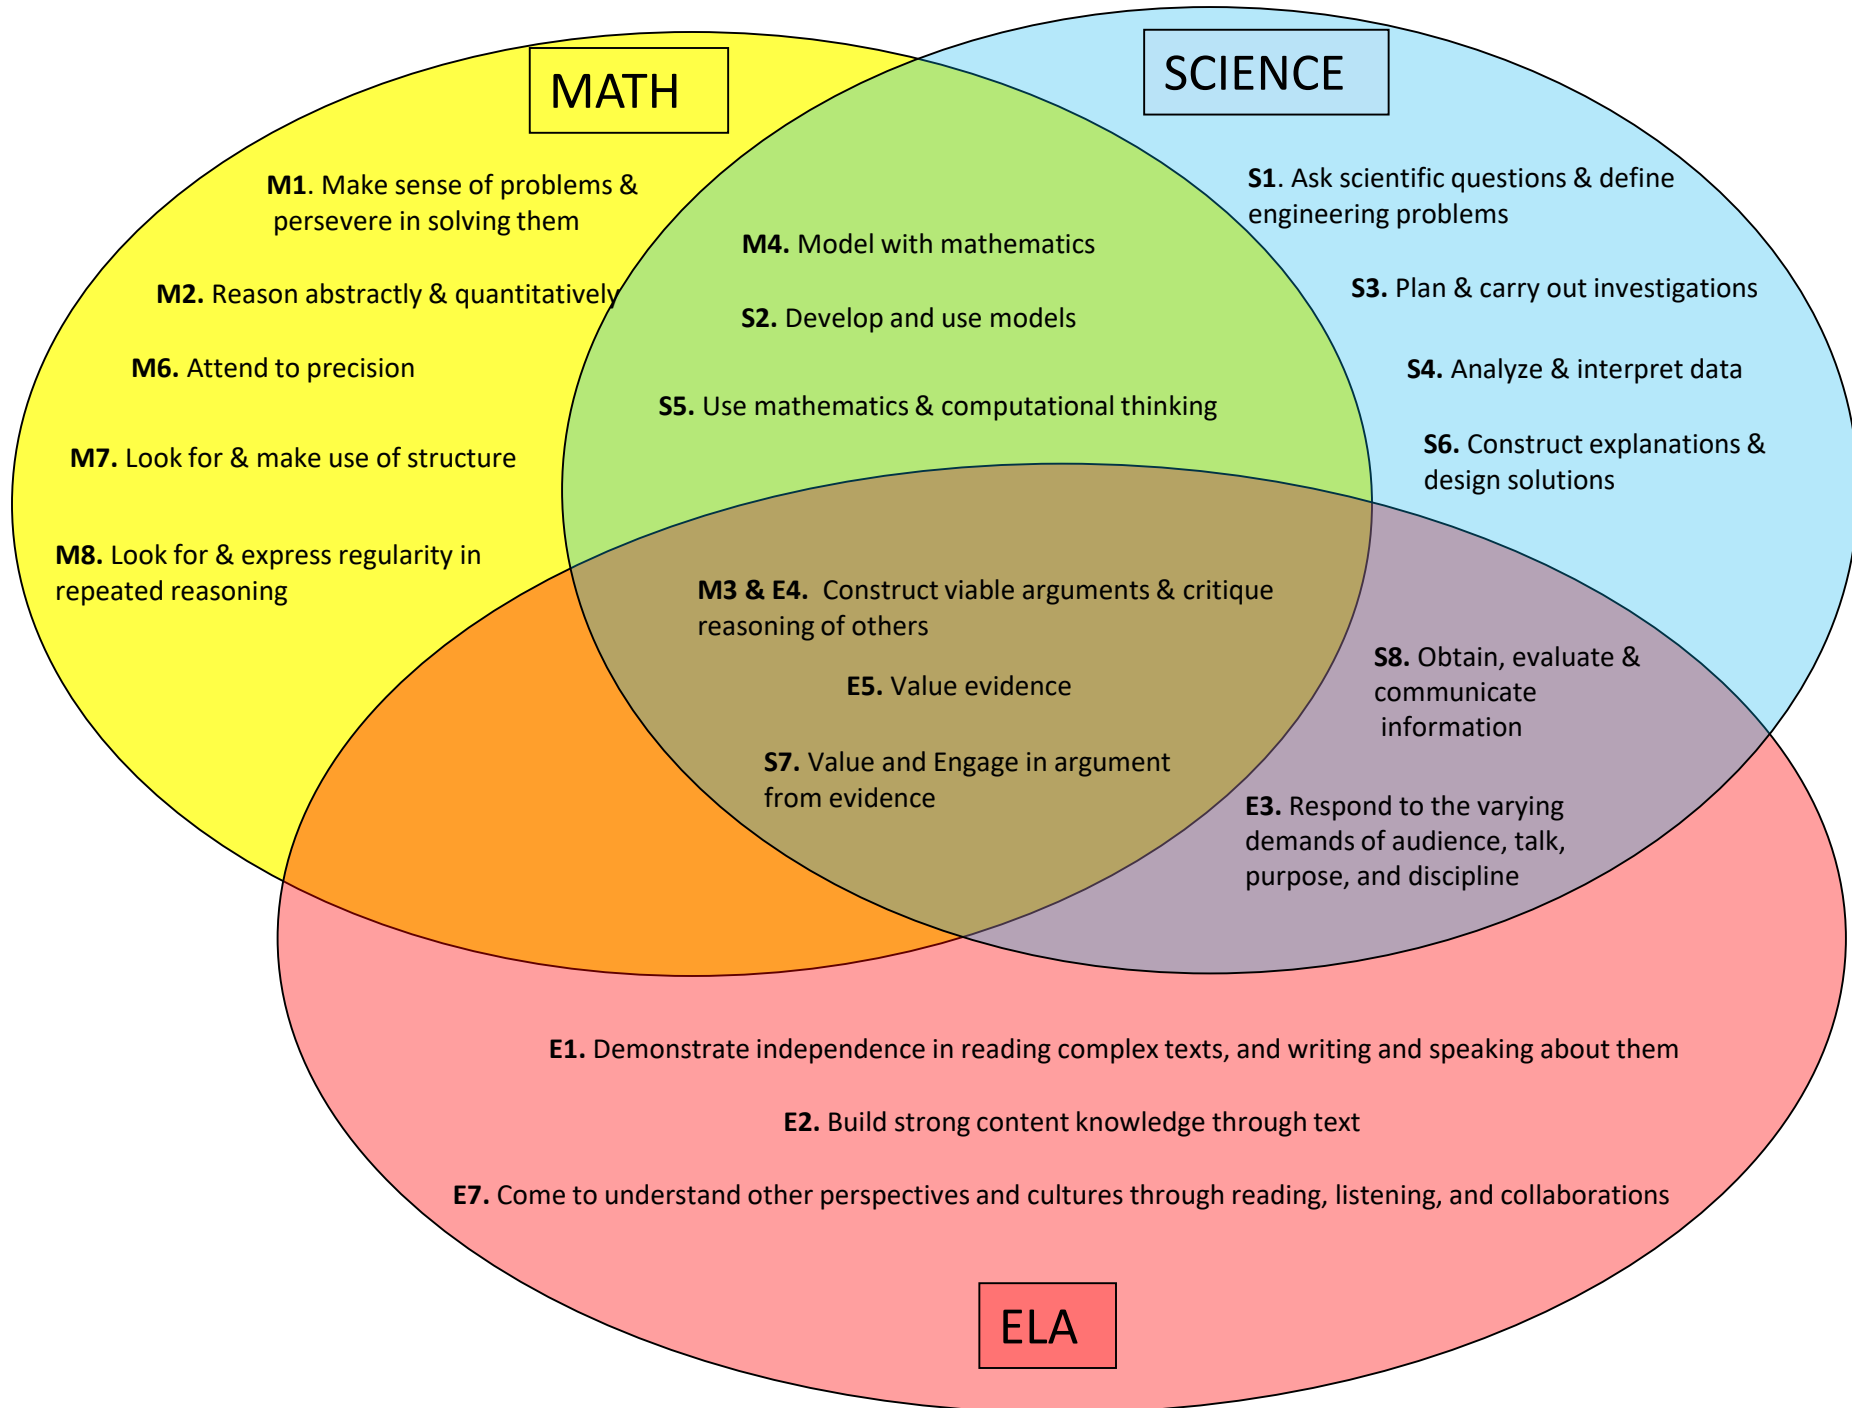 MATH
SCIENCE
M1. Make sense of problems &
persevere in solving them
M2. Reason abstractly & quantitatively
M6. Attend to precision
M7. Look for & make use of structure
M8. Look for & express regularity in
repeated reasoning
M4. Model with mathematics
S2. Develop and use models
S5. Use mathematics & computational thinking
S1. Ask scientific questions & define
engineering problems
S3. Plan & carry out investigations
S4. Analyze & interpret data
S6. Construct explanations &
design solutions
M3 & E4. Construct viable arguments & critique
reasoning of others
E5. Value evidence
S7. Value and Engage in argument
from evidence
S8. Obtain, evaluate &
communicate
information
E3. Respond to the varying
demands of audience, talk,
purpose, and discipline
E1. Demonstrate independence in reading complex texts, and writing and speaking about them
E2. Build strong content knowledge through text
E7. Come to understand other perspectives and cultures through reading, listening, and collaborations
ELA